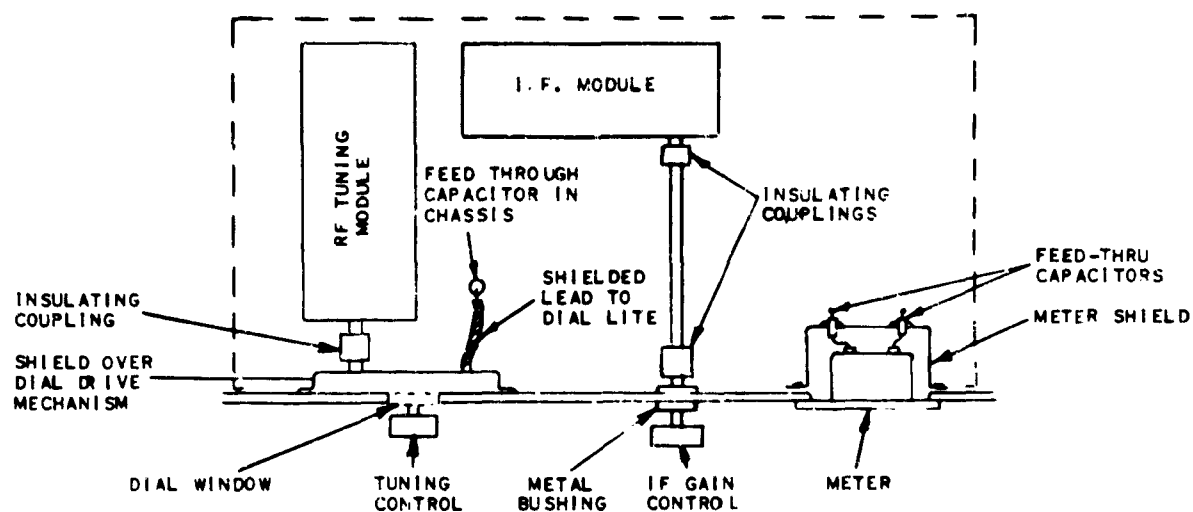 RF TUNING
MODULE
I.F. MODULE
FEED THROUGH
CAPACITOR IN
CHASSIS
INSULATING
COUPLINGS
FEED-THRU
CAPACITORS
INSULATING
COUPLING
SHIELDED
LEAD TO
DIAL LITE
METER SHIELD
SHIELD OVER
DIAL DRIVE
MECHANISM
DIAL WINDOW
TUNING
CONTROL
METAL
BUSHING
IF GAIN
CONTROL
METER